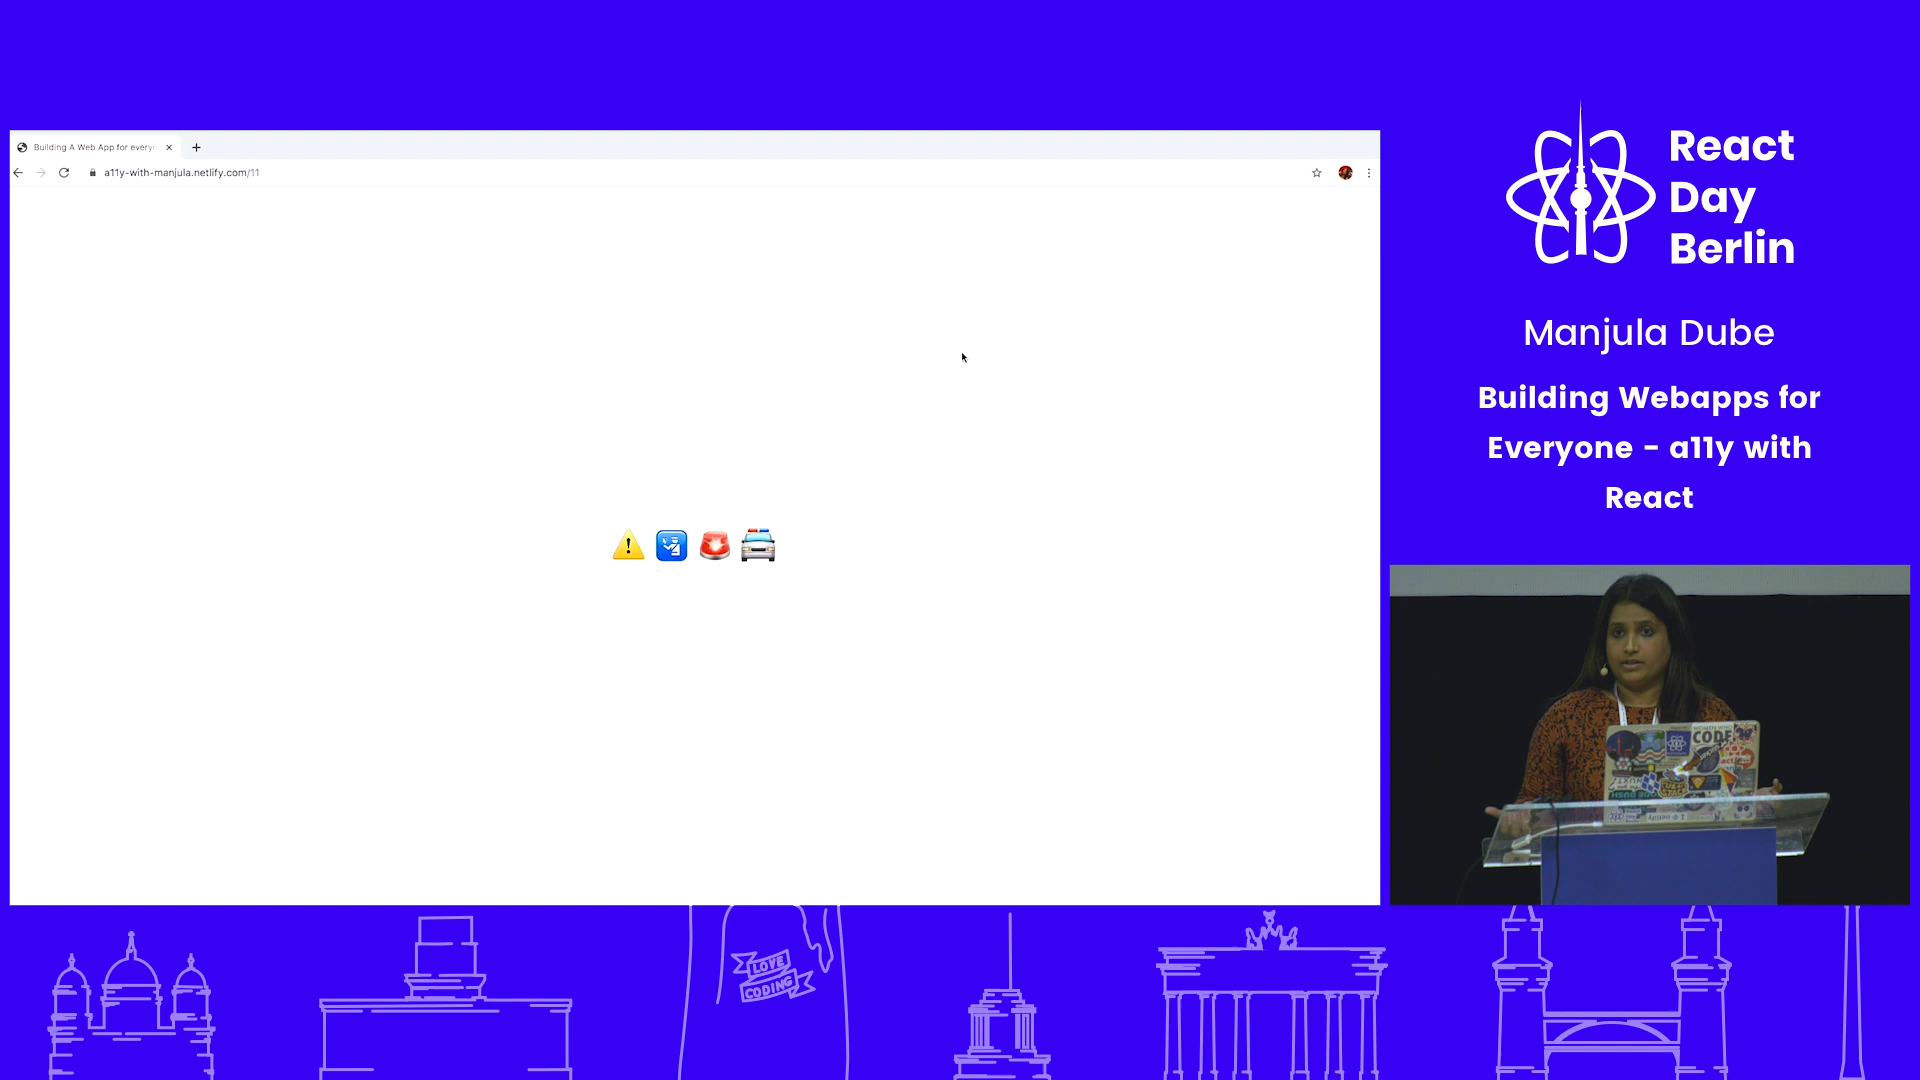 Building A Web App for everyo
a11y-with-manjula.netlify.com/11
React
Day
Berlin
Manjula Dube
Building Webapps for
Everyone - a11y with
React
CODE
LOVE
CODING